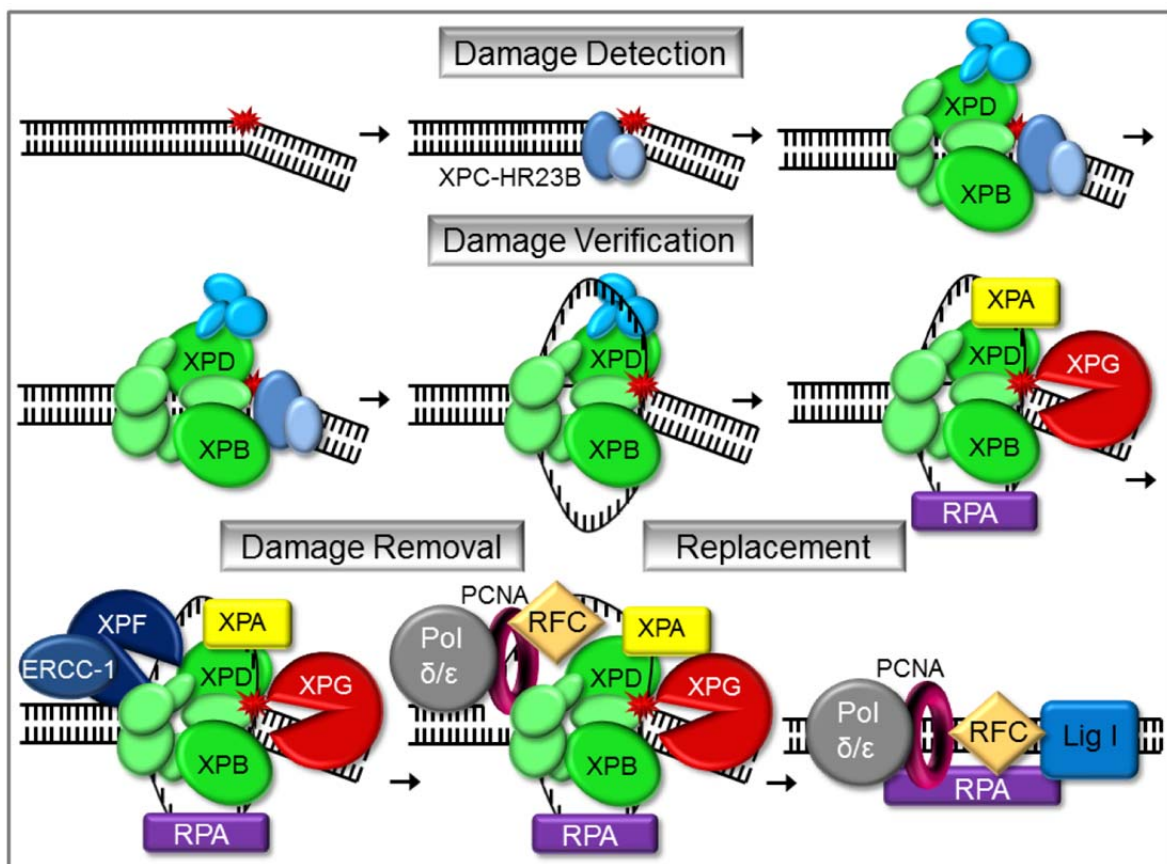 Damage Detection
XPC-HR23B
XPD
XPB
Damage Verification
XPD
XPB
XPD
XPB
XPA
XPD
XPG
XPB
RPA
Damage Removal
Replacement
XPF
ERCC-1
XPA
XPD
XPG
XPB
RPA
PCNA
RFC
Pol
δ/ε
XPA
XPD
XPG
XPB
RPA
PCNA
Pol
δ/ε
RFC
Lig I
RPA